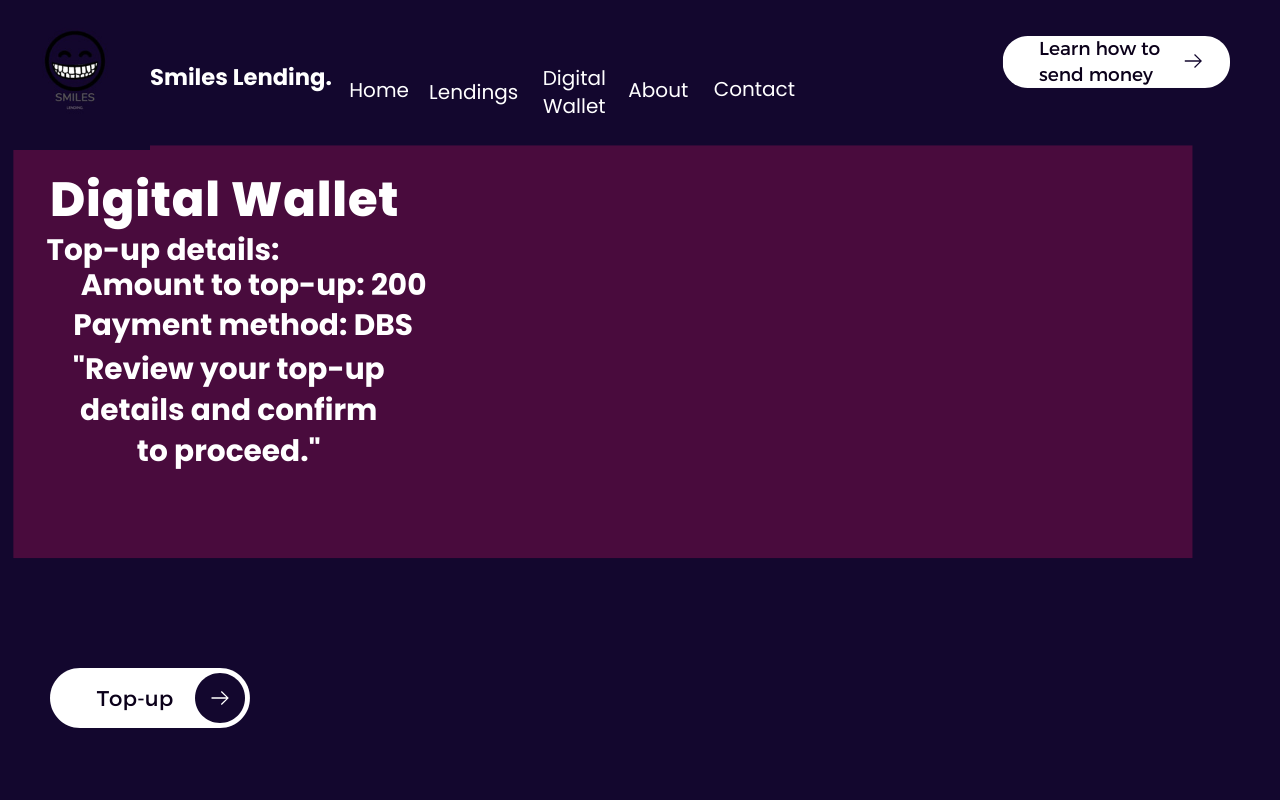 SMILES
LENDING.
Smiles Lending.
Home
Lendings
Digital
Wallet
About
Contact
Learn how to
send money
Digital Wallet
Top-up details:
Amount to top-up: 200
Payment method: DBS
"Review your top-up
details and confirm
to proceed."
Top-up